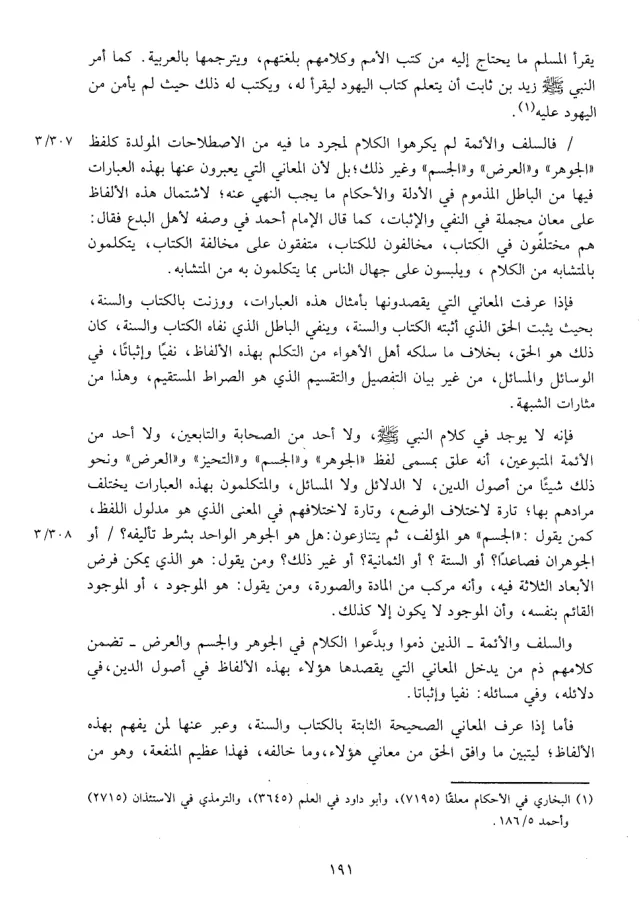 يقرأ المسلم ما يحتاج إليه من كتب الأمم وكلامهم بلغتهم، ويترجمها بالعربية. كما أمر
النبي ﷺ زيد بن ثابت أن يتعلم كتاب اليهود ليقرأ له، ويكتب له ذلك حيث لم يأمن من
اليهود عليه(١).
/ فالسلف والأئمة لم يكرهوا الكلام لمجرد ما فيه من الاصطلاحات المولدة كلفظ ٣/٣٠٧
«الجوهر» و«العرض» و«الجسم» وغير ذلك؛بل لأن المعاني التي يعبرون عنها بهذه العبارات
فيها من الباطل المذموم في الأدلة والأحكام ما يجب النهي عنه؛ لاشتمال هذه الألفاظ
على معان مجملة في النفي والإثبات، كما قال الإمام أحمد في وصفه لأهل البدع فقال:
هم مختلفون في الكتاب، مخالفون للكتاب، متفقون على مخالفة الكتاب، يتكلمون
بالمتشابه من الكلام ، ويلبسون على جهال الناس بما يتكلمون به من المتشابه.
فإذا عرفت المعاني التي يقصدونها بأمثال هذه العبارات، ووزنت بالكتاب والسنة،
بحيث يثبت الحق الذي أثبته الكتاب والسنة، وينفي الباطل الذي نفاه الكتاب والسنة، كان
ذلك هو الحق، بخلاف ما سلكه أهل الأهواء من التكلم بهذه الألفاظ، نفيًا وإثباتًا، في
الوسائل والمسائل، من غير بيان التفصيل والتقسيم الذي هو الصراط المستقيم، وهذا من
مثارات الشبهة.
فإنه لا يوجد في كلام النبي ﷺ، ولا أحد من الصحابة والتابعين، ولا أحد من
الأئمة المتبوعين، أنه علق بمسمى لفظ «الجوهر» و«الجسم» و«التحيز» و«العرض» ونحو
ذلك شيئًا من أصول الدين، لا الدلائل ولا المسائل، والمتكلمون بهذه العبارات يختلف
مرادهم بها؛ تارة لاختلاف الوضع، وتارة لاختلافهم في المعنى الذي هو مدلول اللفظ،
كمن يقول :«الجسم» هو المؤلف، ثم يتنازعون:هل هو الجوهر الواحد بشرط تأليفه؟ / أو ٣/٣٠٨
الجوهران فصاعدًا؟ أو الستة ؟ أو الثمانية؟ أو غير ذلك؟ ومن يقول: هو الذي يمكن فرض
الأبعاد الثلاثة فيه، وأنه مركب من المادة والصورة، ومن يقول: هو الموجود ، أو الموجود
القائم بنفسه، وأن الموجود لا يكون إلا كذلك.
والسلف والأئمة ـ الذين ذموا وبدَّعوا الكلام في الجوهر والجسم والعرض ـ تضمن
كلامهم ذم من يدخل المعاني التي يقصدها هؤلاء بهذه الألفاظ في أصول الدين،في
دلائله، وفي مسائله: نفيا وإثباتا.
فأما إذا عرف المعاني الصحيحة الثابتة بالكتاب والسنة، وعبر عنها لمن يفهم بهذه
الألفاظ؛ ليتبين ما وافق الحق من معاني هؤلاء،وما خالفه، فهذا عظيم المنفعة، وهو من
(١) البخاري في الأحكام معلقًا (٧١٩٥)، وأبو داود في العلم (٣٦٤٥)، والترمذي في الاستئذان (٢٧١٥)
وأحمد ١٨٦/٥ .
١٩١